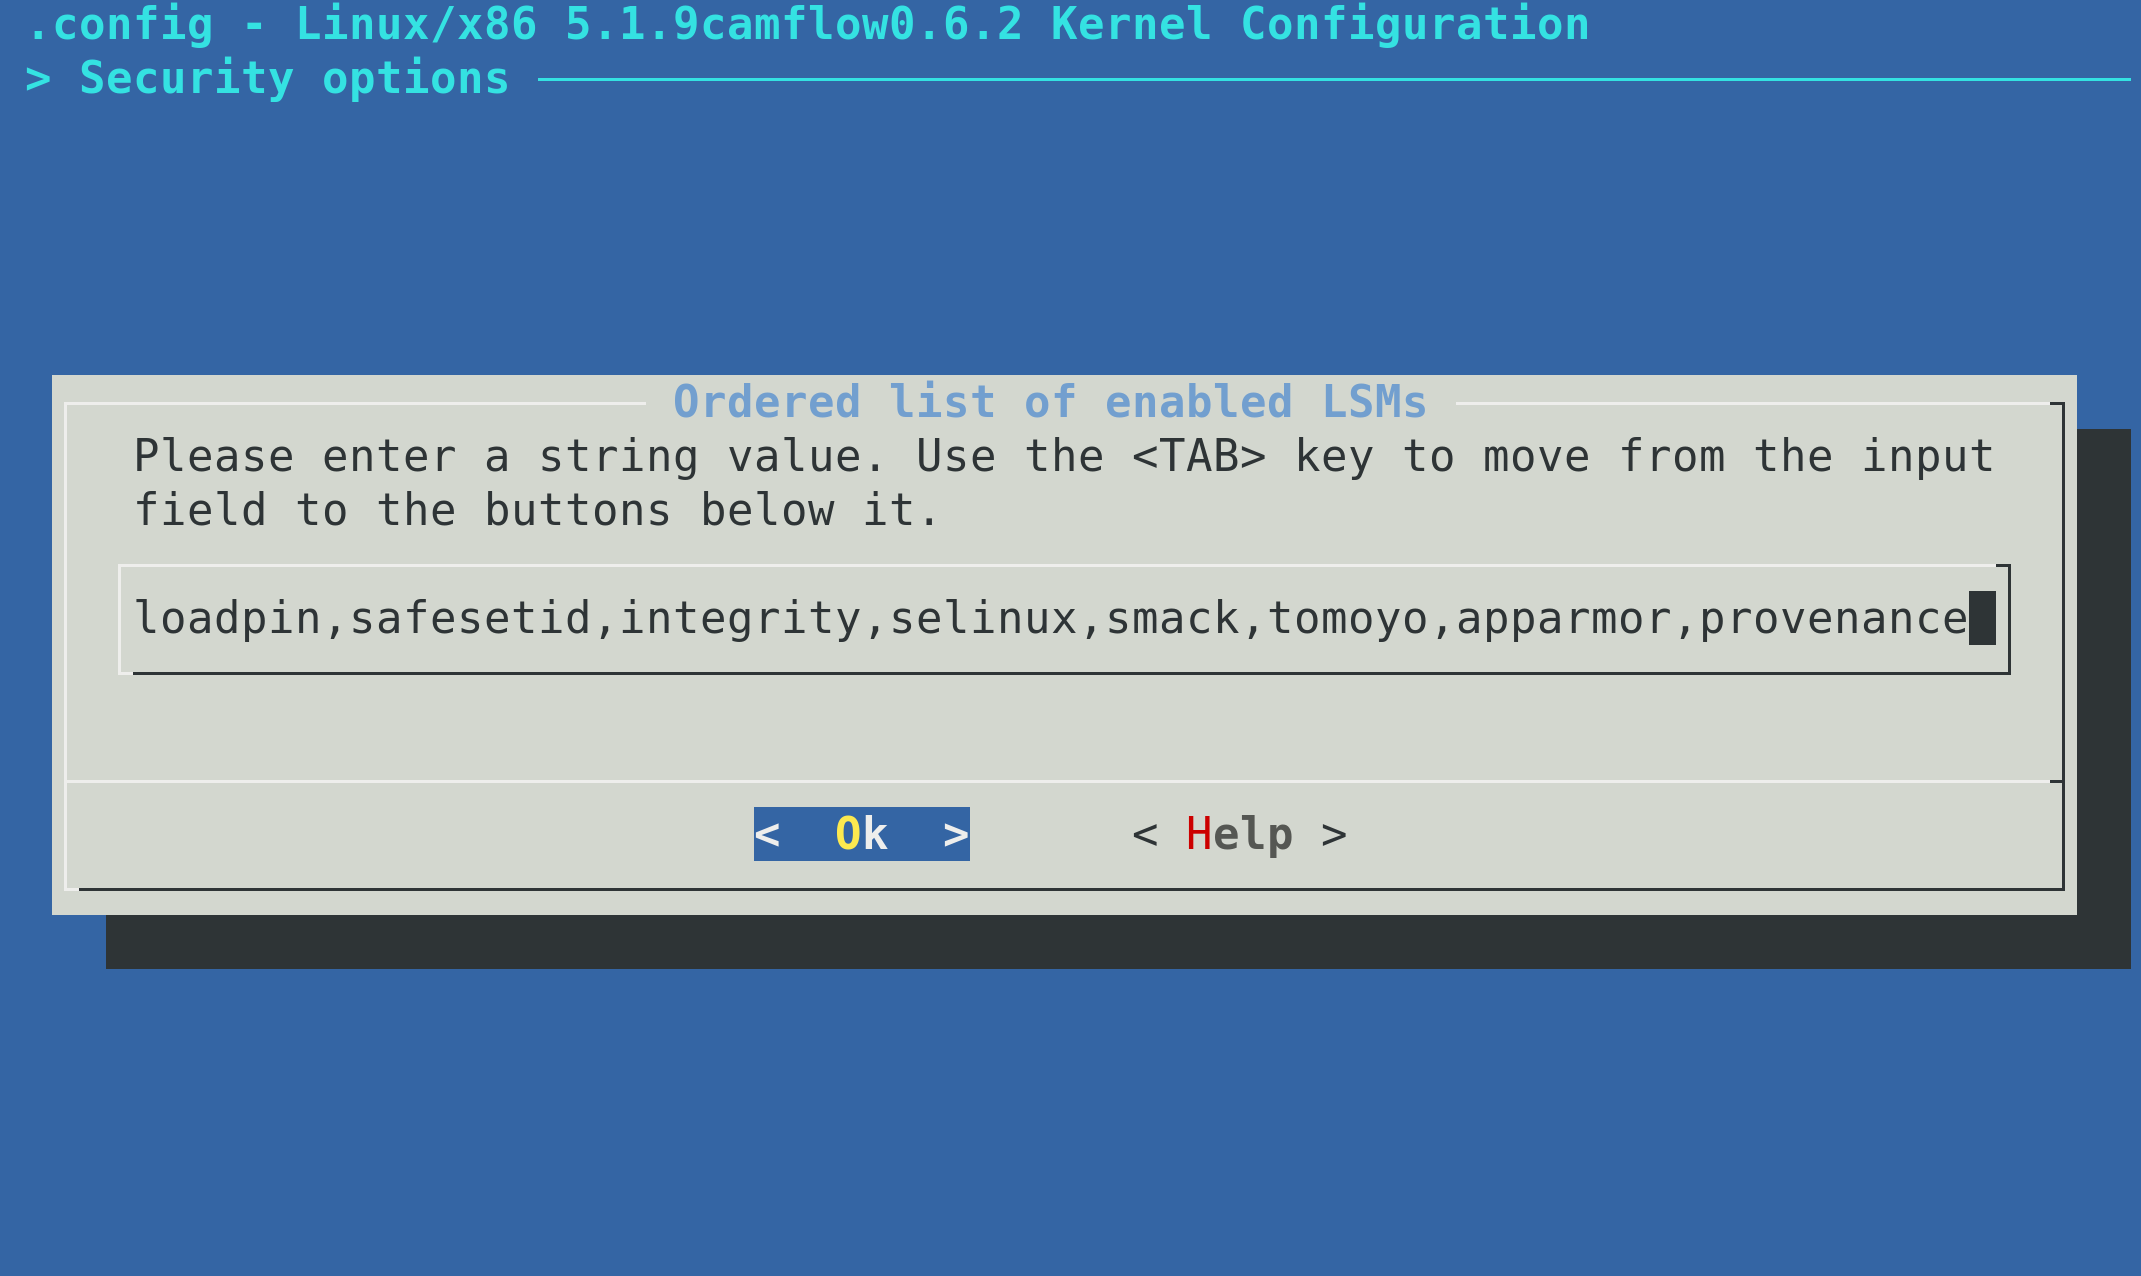 .config - Linux/x86 5.1.9camflow0.6.2 Kernel Configuration
> Security options
Ordered list of enabled LSMs
Please enter a string value. Use the <TAB> key to move from the input
field to the buttons below it.
loadpin,safesetid,integrity,selinux,smack,tomoyo,apparmor,provenance
<  Ok  >      < Help >